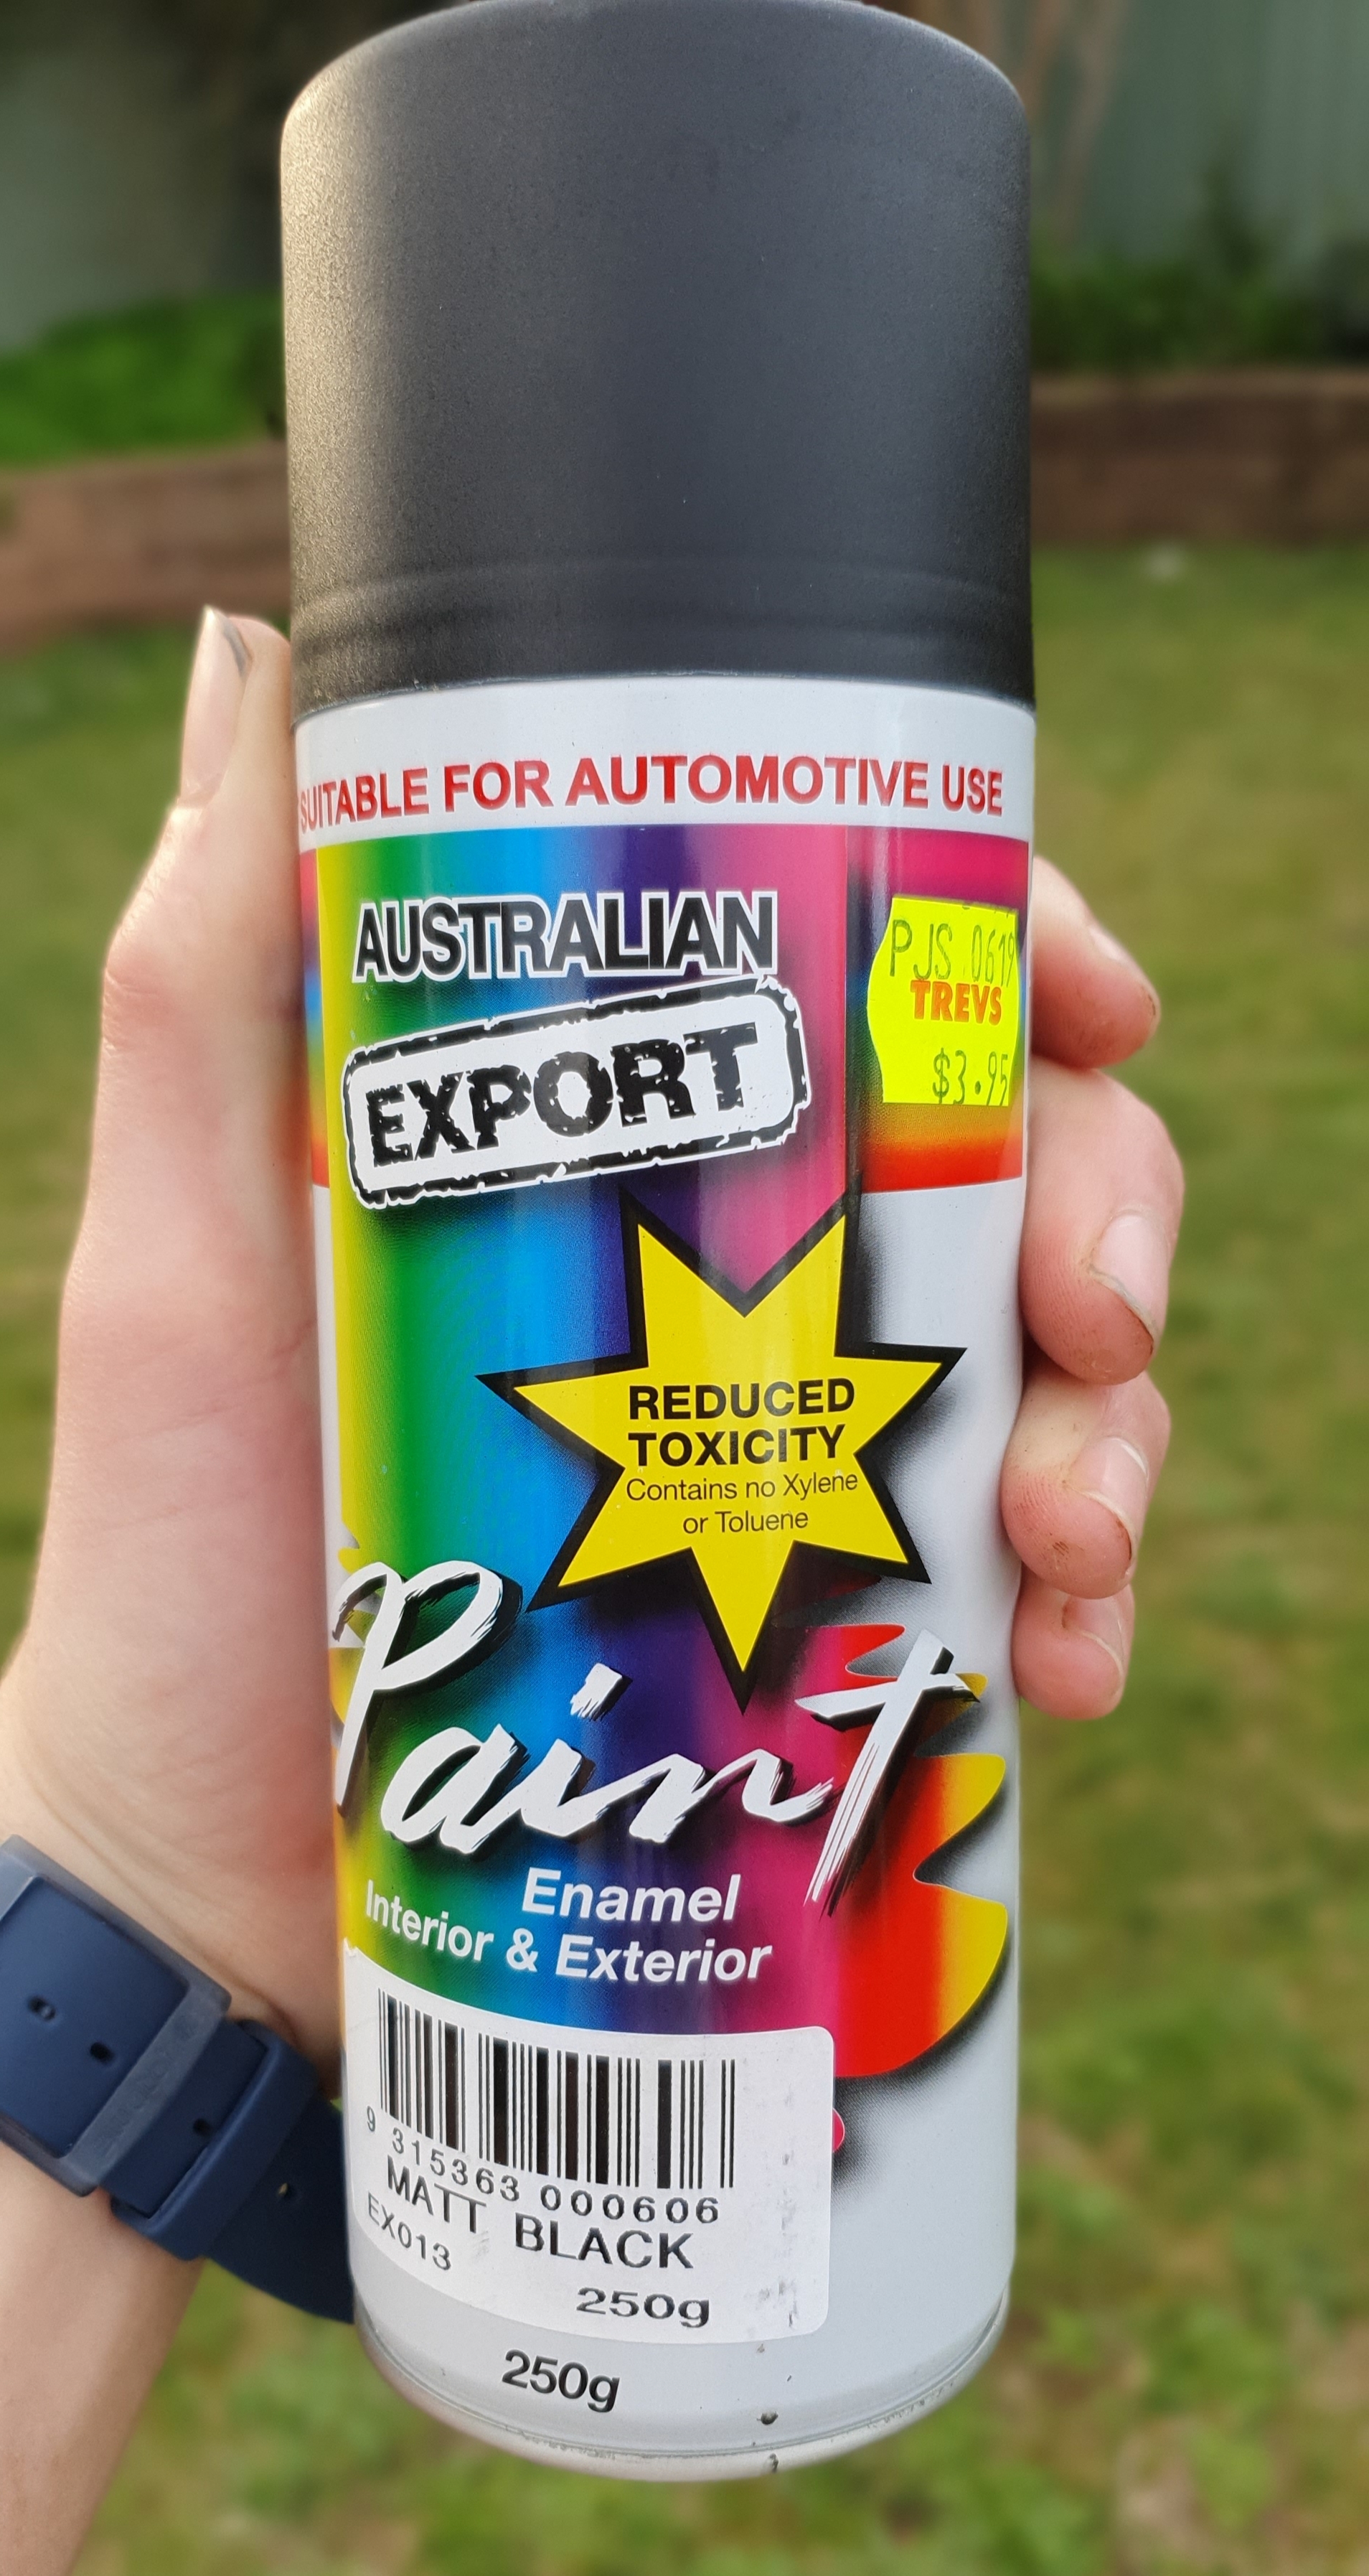 SUITABLE FOR AUTOMOTIVE USE
AUSTRALIAN
EXPORT
PJS 0619
TREVS
$3.95
REDUCED
TOXICITY
Contains no Xylene
or Toluene
Paint
Enamel
Interior & Exterior
9 315363 000606
MATT BLACK
EX013
250g
250g